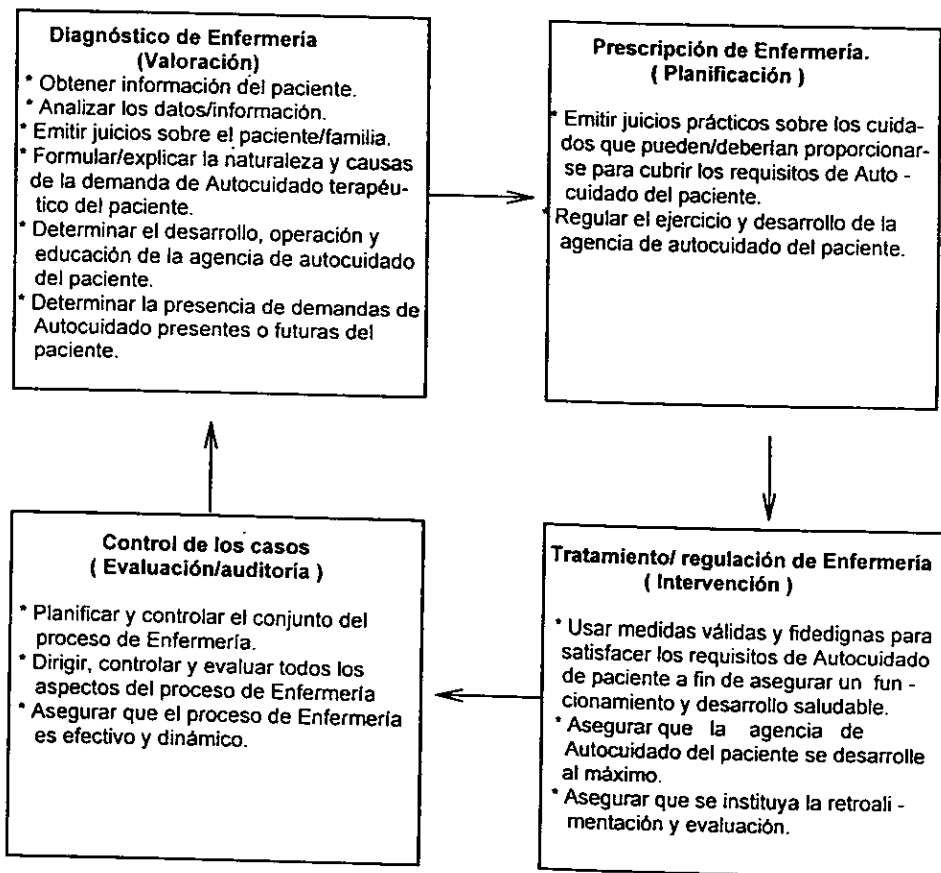 Diagnóstico de Enfermería
(Valoración)
* Obtener información del paciente.
* Analizar los datos/información.
* Emitir juicios sobre el paciente/familia.
* Formular/explicar la naturaleza y causas
de la demanda de Autocuidado terapéu-
tico del paciente.
* Determinar el desarrollo, operación y
educación de la agencia de autocuidado
del paciente.
* Determinar la presencia de demandas de
Autocuidado presentes o futuras del
paciente.
Prescripción de Enfermería.
( Planificación )
* Emitir juicios prácticos sobre los cuida-
dos que pueden/deberían proporcionar-
se para cubrir los requisitos de Auto -
cuidado del paciente.
* Regular el ejercicio y desarrollo de la
agencia de autocuidado del paciente.
Tratamiento/ regulación de Enfermería
( Intervención )
* Usar medidas válidas y fidedignas para
satisfacer los requisitos de Autocuidado
de paciente a fin de asegurar un fun -
cionamiento y desarrollo saludable.
* Asegurar que la agencia de
Autocuidado del paciente se desarrolle
al máximo.
* Asegurar que se instituya la retroali -
mentación y evaluación.
Control de los casos
( Evaluación/auditoría )
* Planificar y controlar el conjunto del
proceso de Enfermería.
* Dirigir, controlar y evaluar todos los
aspectos del proceso de Enfermería
* Asegurar que el proceso de Enfermería
es efectivo y dinámico.